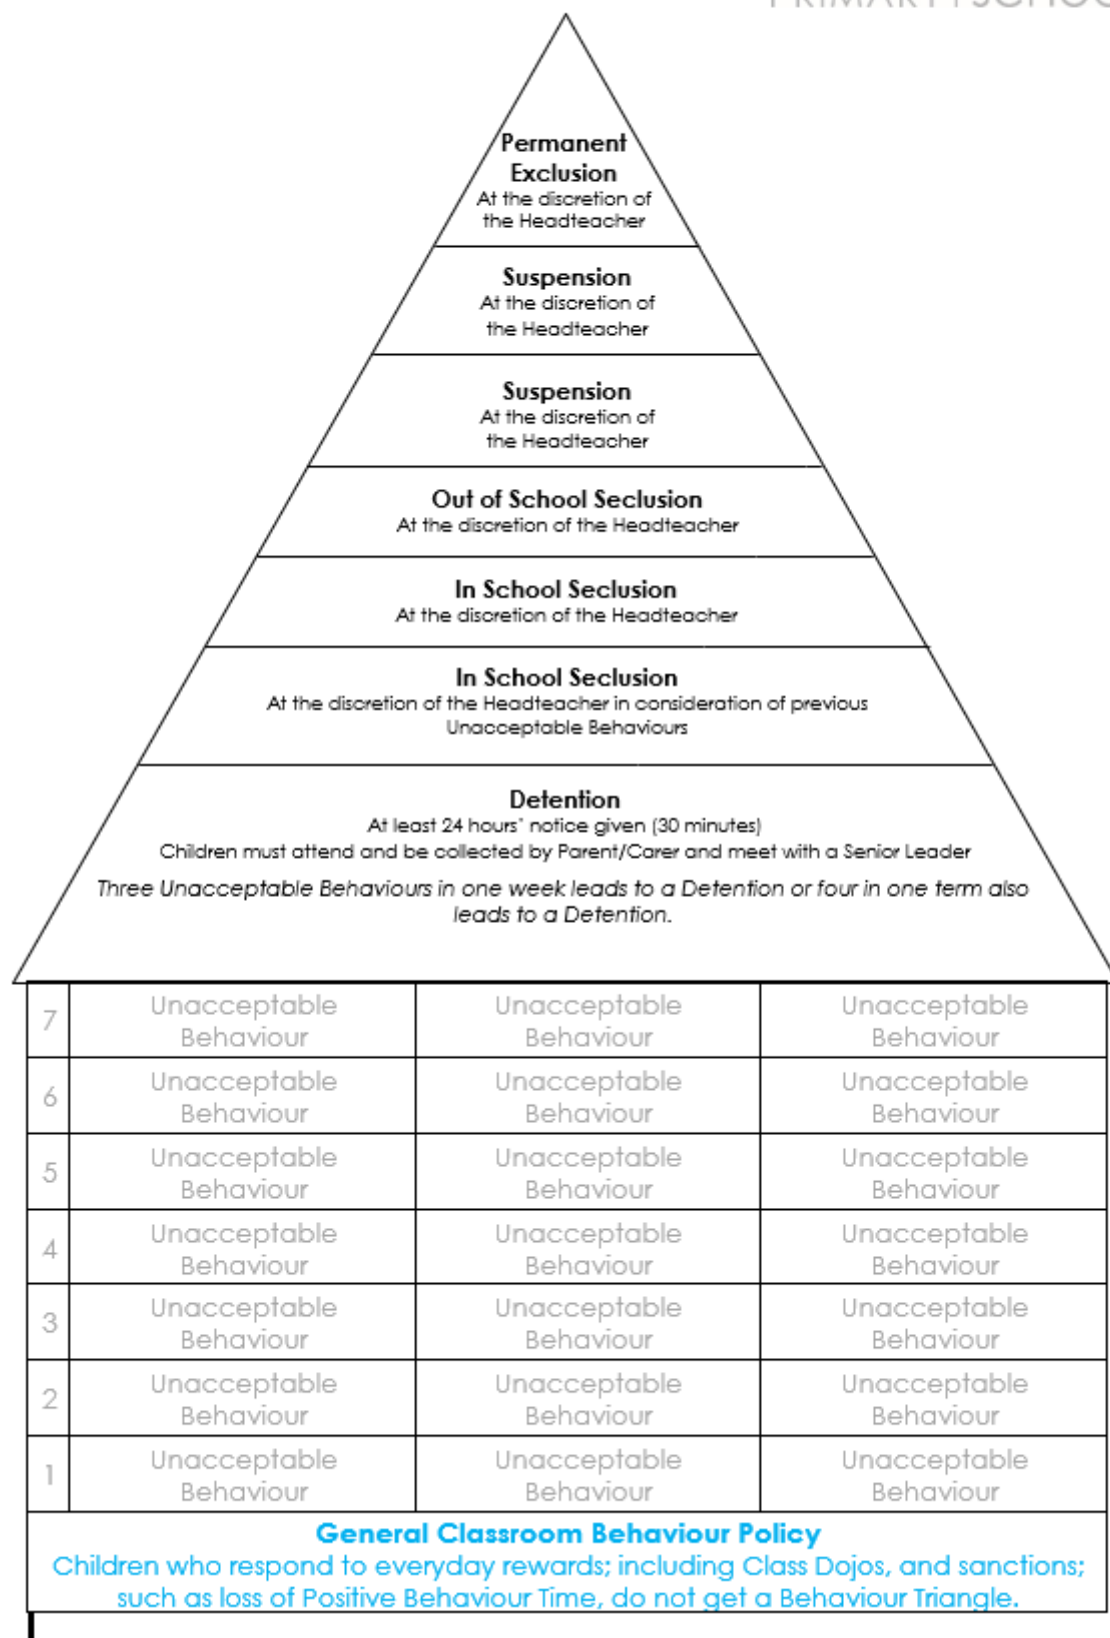 PRIMARY SCHOO
Permanent
Exclusion
At the discretion of
the Headteacher
Suspension
At the discretion of
the Headteacher
Suspension
At the discretion of
the Headteacher
Out of School Seclusion
At the discretion of the Headteacher
In School Seclusion
At the discretion of the Headteacher
In School Seclusion
At the discretion of the Headteacher in consideration of previous
Unacceptable Behaviours
Detention
At least 24 hours' notice given (30 minutes)
Children must attend and be collected by Parent/Carer and meet with a Senior Leader
Three Unacceptable Behaviours in one week leads to a Detention or four in one term also
leads to a Detention.
7 Unacceptable Behaviour Unacceptable Behaviour Unacceptable Behaviour
6 Unacceptable Behaviour Unacceptable Behaviour Unacceptable Behaviour
5 Unacceptable Behaviour Unacceptable Behaviour Unacceptable Behaviour
4 Unacceptable Behaviour Unacceptable Behaviour Unacceptable Behaviour
3 Unacceptable Behaviour Unacceptable Behaviour Unacceptable Behaviour
2 Unacceptable Behaviour Unacceptable Behaviour Unacceptable Behaviour
1 Unacceptable Behaviour Unacceptable Behaviour Unacceptable Behaviour
General Classroom Behaviour Policy
Children who respond to everyday rewards; including Class Dojos, and sanctions;
such as loss of Positive Behaviour Time, do not get a Behaviour Triangle.